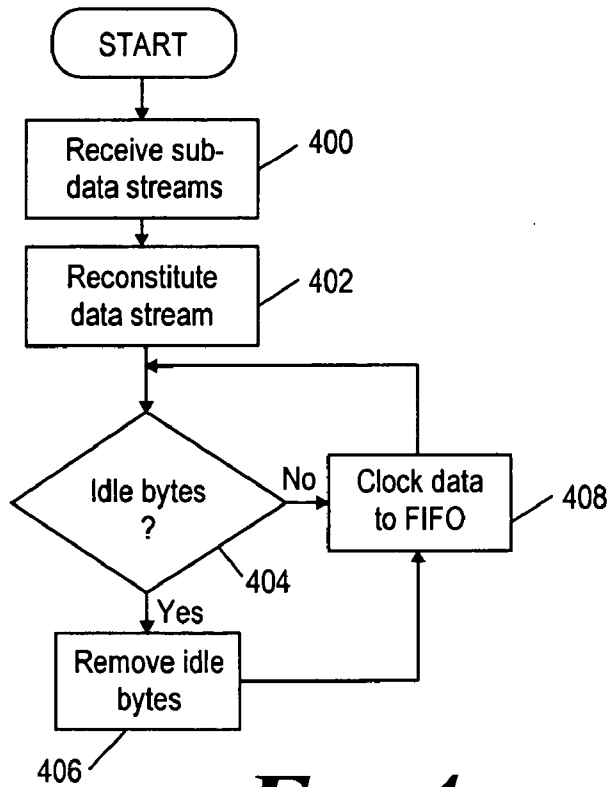 START
Receive sub-
data streams
400
Reconstitute
data stream
402
Idle bytes
?
404
No
Clock data
to FIFO
408
Yes
Remove idle
bytes
406